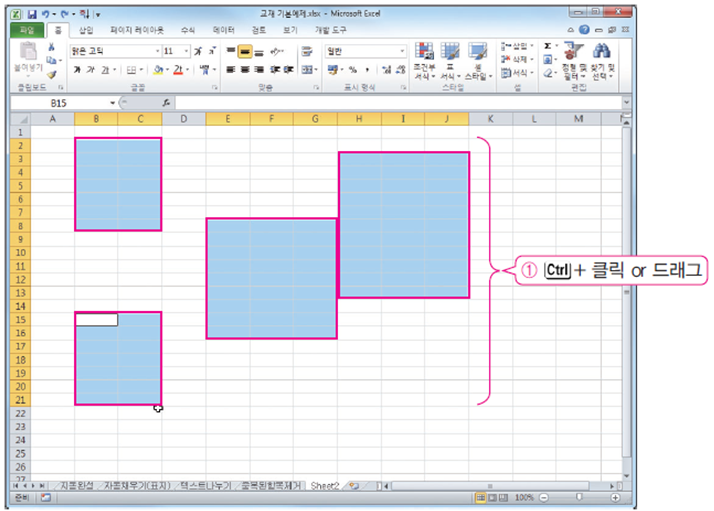 교재 기본예제.xlsx - Microsoft Excel
파일 홈 삽입 페이지 레이아웃 수식 데이터 검토 보기 개발 도구
맑은 고딕 11 가 가 일반
붙여넣기 가 가 가 조건부 서식 표 서식 셀 스타일 삽입 삭제 서식 정렬 및 필터 찾기 및 선택
클립보드 글꼴 맞춤 표시 형식 스타일 셀 편집
B15 fx
A B C D E F G H I J K L M
1
2
3
4
5
6
7
8
9
10
11
① Ctrl + 클릭 or 드래그
12
13
14
15
16
17
18
19
20
21
22
23
24
25
26
27
자동완성 자동채우기(표지) 텍스트나누기 중복된항목제거 Sheet2
준비 100%